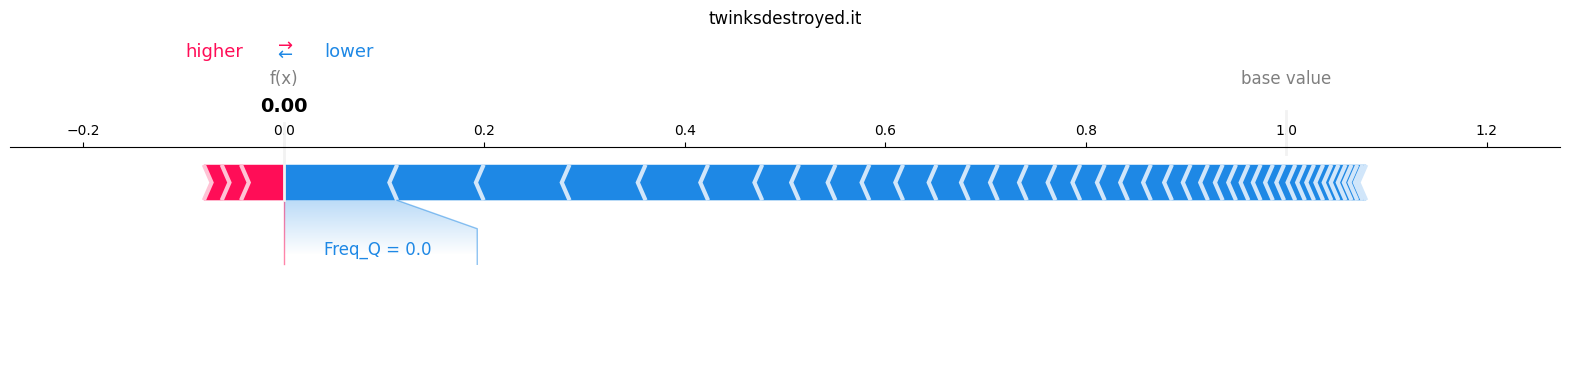 twinksdestroyed.it
higher ⇄ lower
f(x) base value
0.00
−0.2 0.0 0.2 0.4 0.6 0.8 1.0 1.2
Freq_Q = 0.0